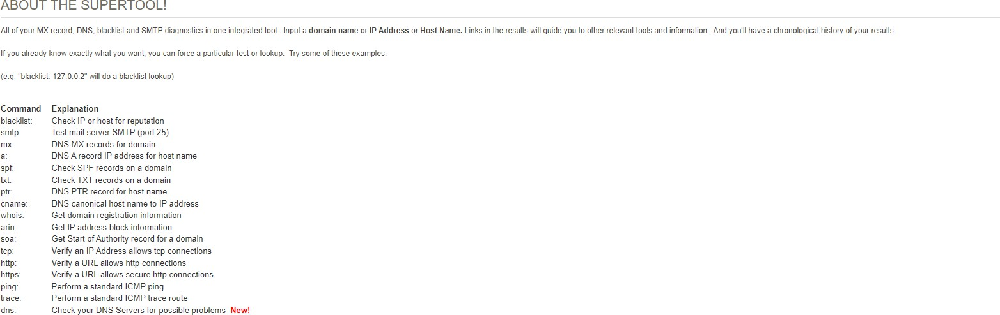 ABOUT THE SUPERTOOL!
All of your MX record, DNS, blacklist and SMTP diagnostics in one integrated tool.  Input a domain name or IP Address or Host Name. Links in the results will guide you to other relevant tools and information.  And you'll have a chronological history of your results.
If you already know exactly what you want, you can force a particular test or lookup.  Try some of these examples:
(e.g. "blacklist: 127.0.0.2" will do a blacklist lookup)
Command Explanation
blacklist: Check IP or host for reputation
smtp: Test mail server SMTP (port 25)
mx: DNS MX records for domain
a: DNS A record IP address for host name
spf: Check SPF records on a domain
txt: Check TXT records on a domain
ptr: DNS PTR record for host name
cname: DNS canonical host name to IP address
whois: Get domain registration information
arin: Get IP address block information
soa: Get Start of Authority record for a domain
tcp: Verify an IP Address allows tcp connections
http: Verify a URL allows http connections
https: Verify a URL allows secure http connections
ping: Perform a standard ICMP ping
trace: Perform a standard ICMP trace route
dns: Check your DNS Servers for possible problems New!